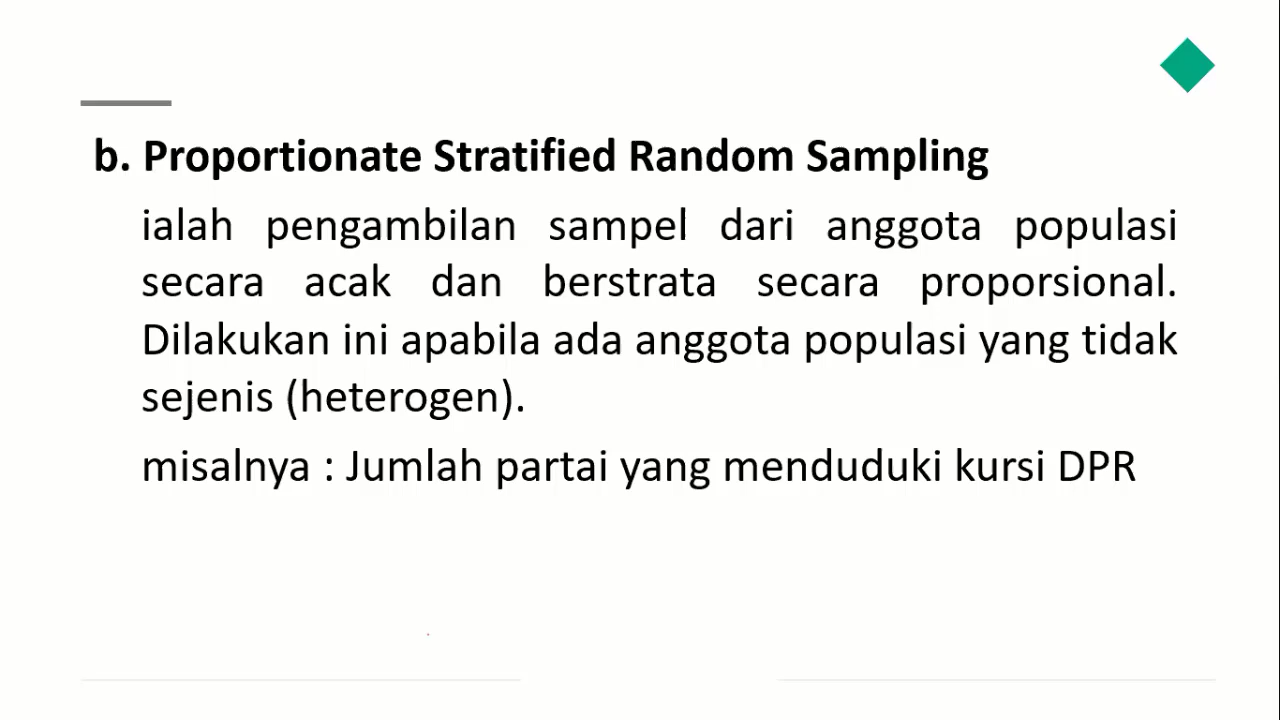 b. Proportionate Stratified Random Sampling
ialah pengambilan sampel dari anggota populasi
secara acak dan berstrata secara proporsional.
Dilakukan ini apabila ada anggota populasi yang tidak
sejenis (heterogen).
misalnya : Jumlah partai yang menduduki kursi DPR